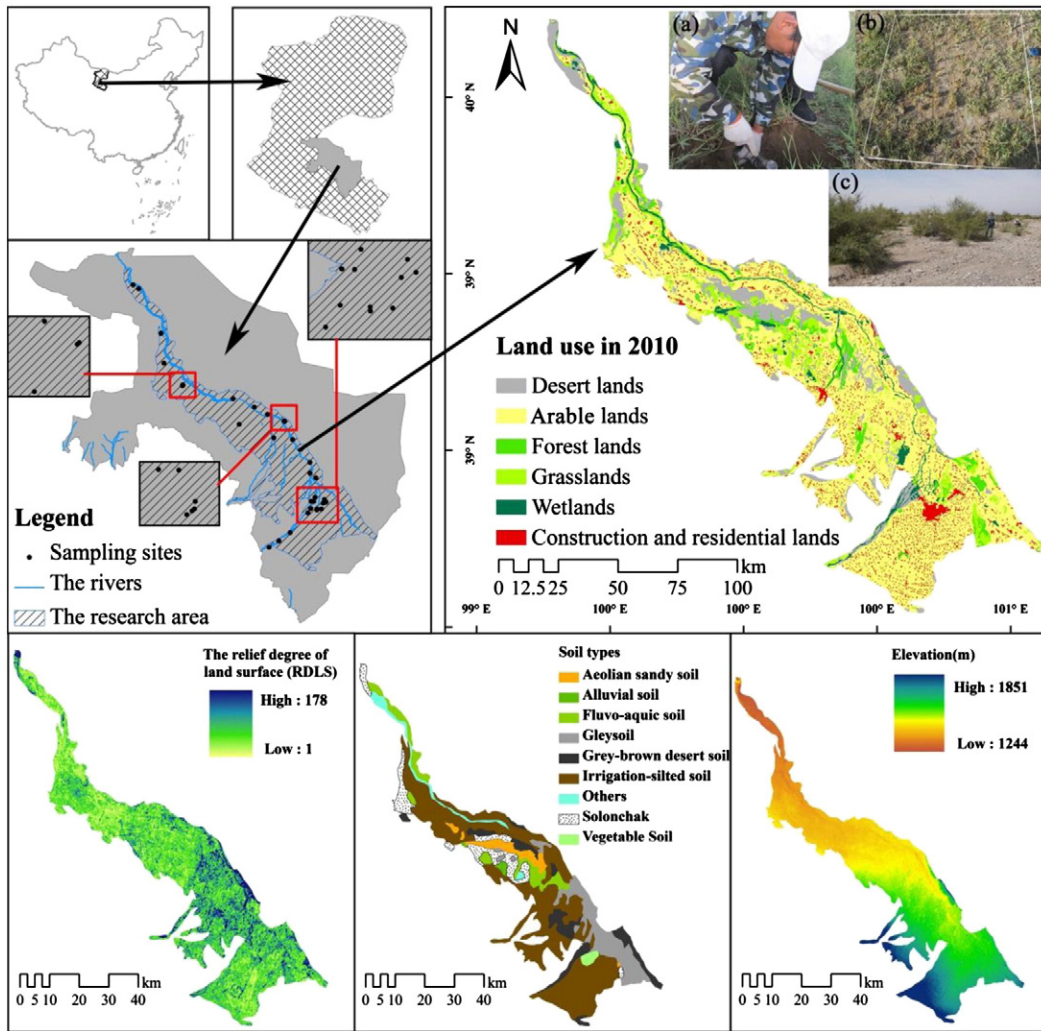 N
(a)
(b)
(c)
40° N
39° N
39° N
Land use in 2010
Desert lands
Arable lands
Forest lands
Grasslands
Wetlands
Construction and residential lands
km
0 12.5 25 50 75 100
99° E
100° E
100° E
100° E
101° E
Legend
Sampling sites
The rivers
The research area
The relief degree of
land surface (RDLS)
High : 178
Low : 1
km
0 5 10 20 30 40
Soil types
Aeolian sandy soil
Alluvial soil
Fluvo-aquic soil
Gleysoil
Grey-brown desert soil
Irrigation-silted soil
Others
Solonchak
Vegetable Soil
km
0 5 10 20 30 40
Elevation(m)
High : 1851
Low : 1244
km
0 5 10 20 30 40